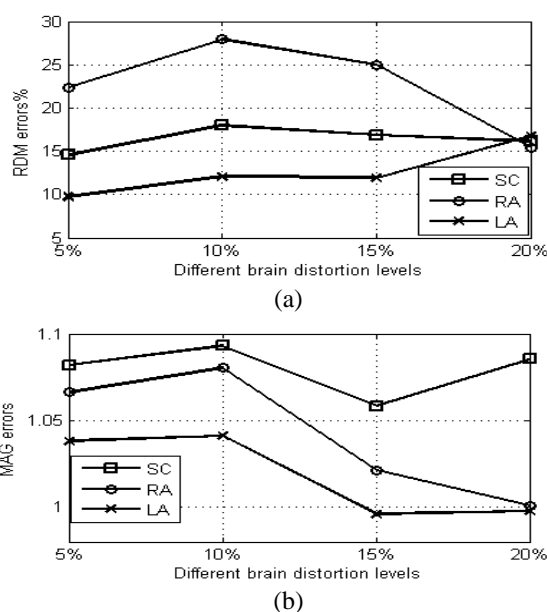 (a)
30
25
20
15
10
5
RDM errors%
SC
RA
LA
5% 10% 15% 20%
Different brain distortion levels
(a)
1.1
1.05
1
MAG errors
SC
RA
LA
5% 10% 15% 20%
Different brain distortion levels
(b)